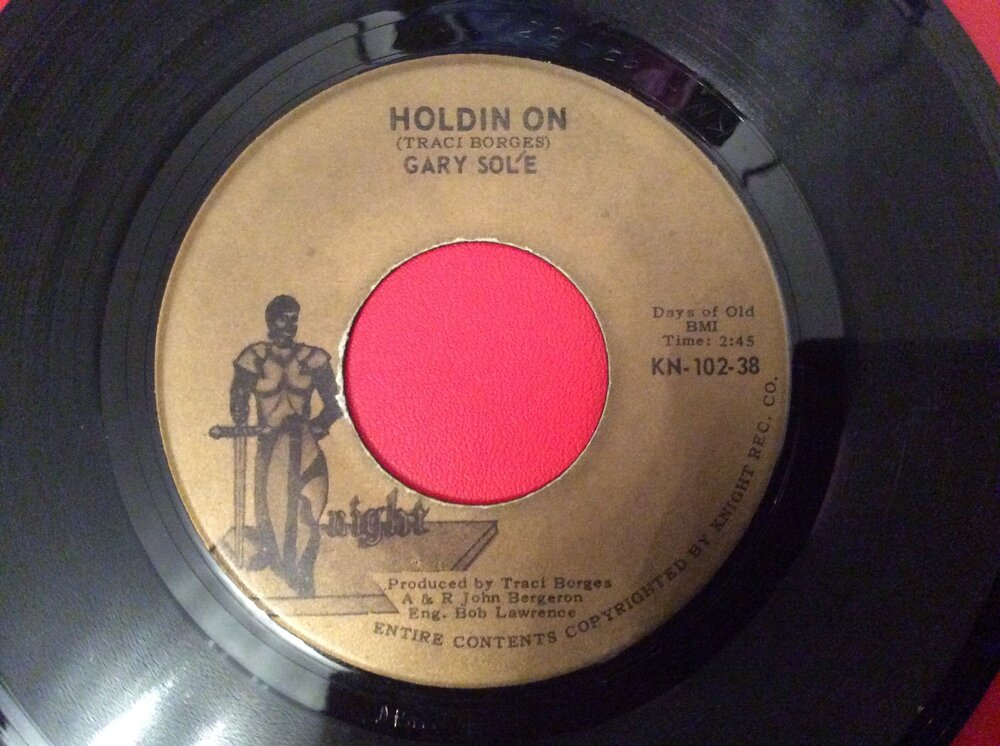 HOLDIN ON
(TRACI BORGES)
GARY SOL'E
Days of Old
BMI
Time: 2:45
KN-102-38
Knight
Produced by Traci Borges
A & R John Bergeron
Eng. Bob Lawrence
ENTIRE CONTENTS COPYRIGHTED BY KNIGHT REC. CO.